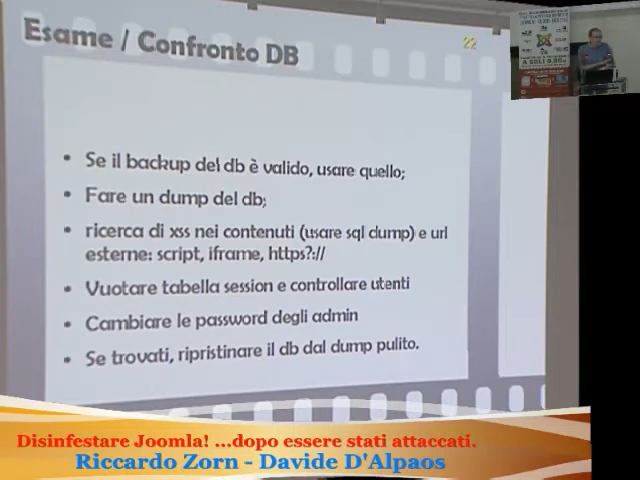 Esame / Confronto DB
22
A SOLI 9,99€
• Se il backup del db è valido, usare quello;
• Fare un dump del db;
• ricerca di xss nei contenuti (usare sql dump) e url
esterne: script, iframe, https?://
• Vuotare tabella session e controllare utenti
• Cambiare le password degli admin
• Se trovati, ripristinare il db dal dump pulito.
Disinfestare Joomla! ...dopo essere stati attaccati.
Riccardo Zorn - Davide D'Alpaos